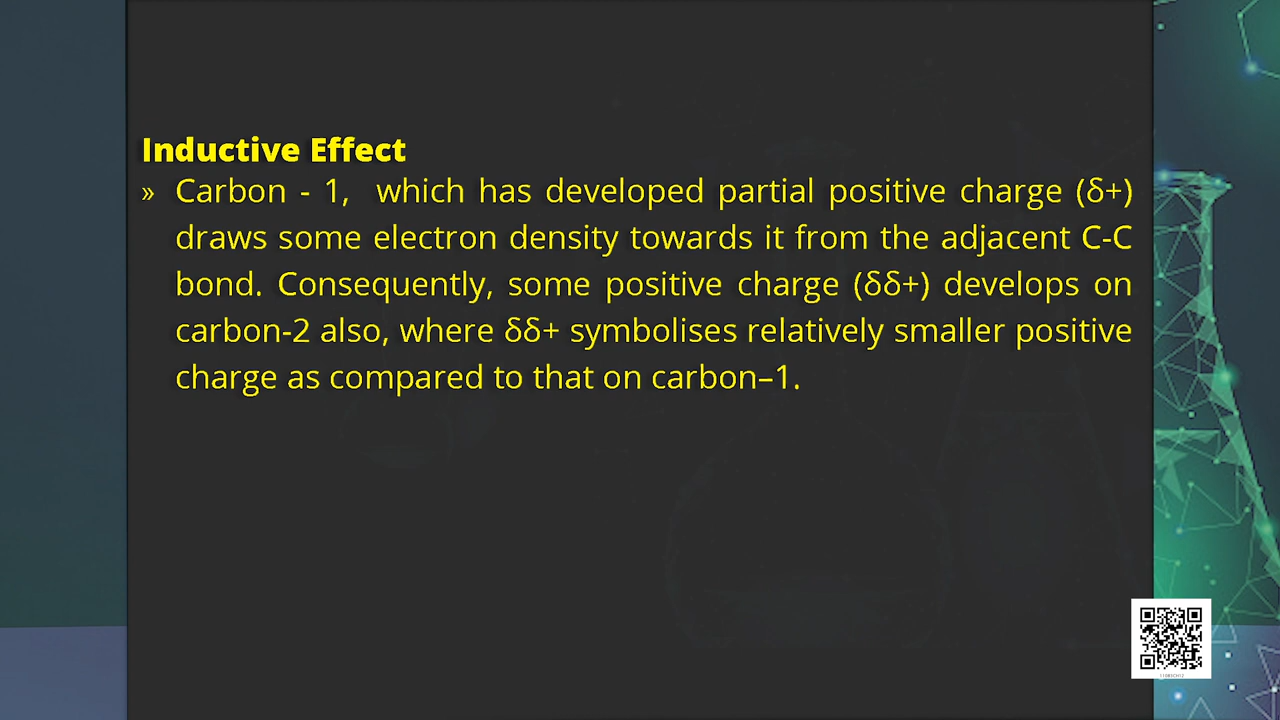 Inductive Effect
» Carbon - 1, which has developed partial positive charge (δ+)
draws some electron density towards it from the adjacent C-C
bond. Consequently, some positive charge (δδ+) develops on
carbon-2 also, where δδ+ symbolises relatively smaller positive
charge as compared to that on carbon–1.